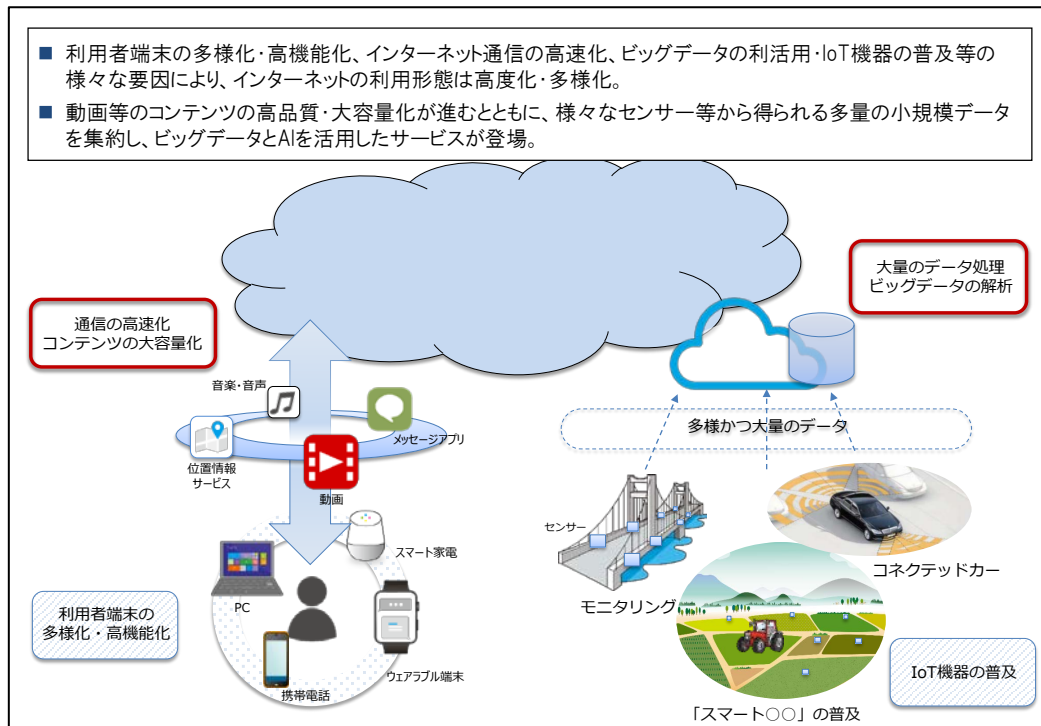 ■ 利用者端末の多様化・高機能化、インターネット通信の高速化、ビッグデータの利活用・IoT機器の普及等の
様々な要因により、インターネットの利用形態は高度化・多様化。
■ 動画等のコンテンツの高品質・大容量化が進むとともに、様々なセンサー等から得られる多量の小規模データ
を集約し、ビッグデータとAIを活用したサービスが登場。
大量のデータ処理
ビッグデータの解析
通信の高速化
コンテンツの大容量化
音楽・音声
メッセージアプリ
位置情報
サービス
動画
多様かつ大量のデータ
センサー
スマート家電
コネクテッドカー
PC
モニタリング
利用者端末の
多様化・高機能化
ウェアラブル端末
携帯電話
IoT機器の普及
「スマート○○」の普及